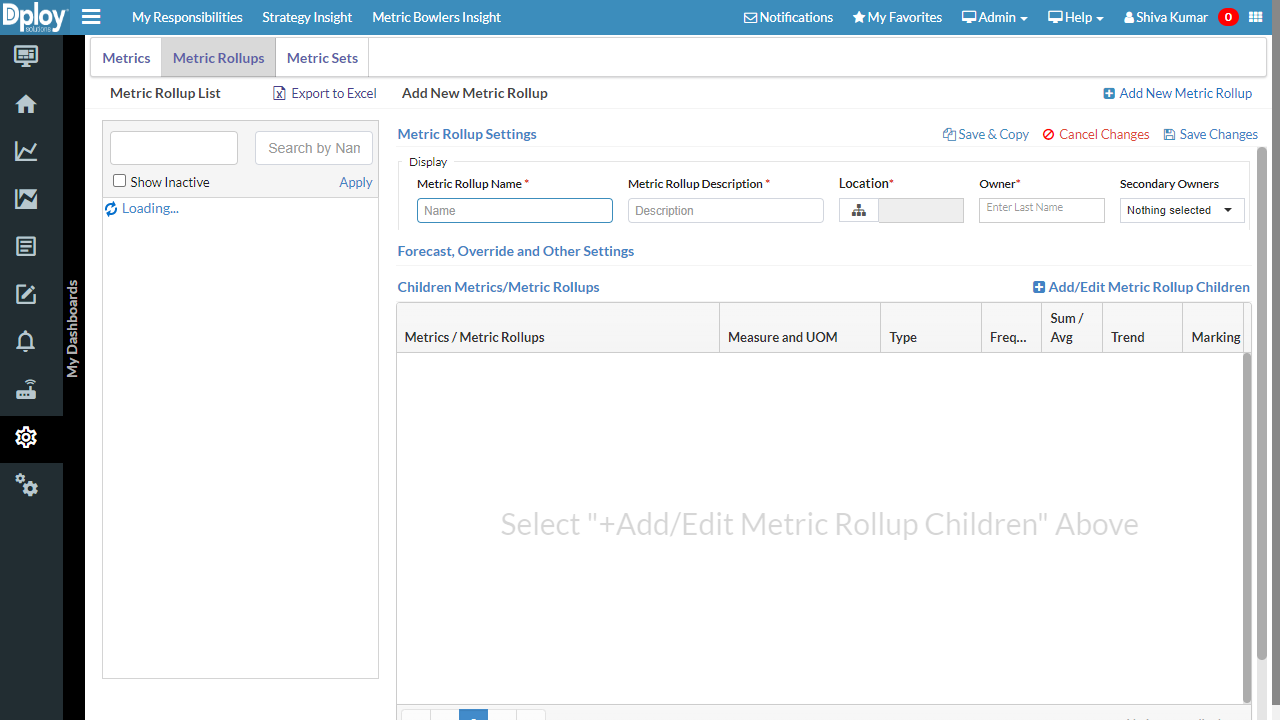 Dploy
solutions
My Responsibilities
Strategy Insight
Metric Bowlers Insight
Notifications
My Favorites
Admin
Help
Shiva Kumar
0
Metrics
Metric Rollups
Metric Sets
Metric Rollup List
Export to Excel
Add New Metric Rollup
Add New Metric Rollup
Search by Nan
Show Inactive
Apply
Loading...
My Dashboards
Metric Rollup Settings
Save & Copy
Cancel Changes
Save Changes
Display
Metric Rollup Name *
Metric Rollup Description *
Location*
Owner*
Secondary Owners
Name
Description
Enter Last Name
Nothing selected
Forecast, Override and Other Settings
Children Metrics/Metric Rollups
Add/Edit Metric Rollup Children
Metrics / Metric Rollups
Measure and UOM
Type
Freq...
Sum /
Avg
Trend
Marking
Select "+Add/Edit Metric Rollup Children" Above